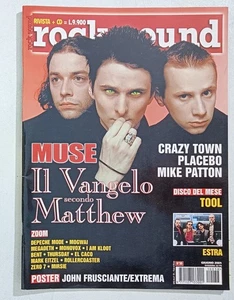 RIVISTA + CD = L.9.900
rocksound
MUSE
Il Vangelo
secondo
Matthew
CRAZY TOWN
PLACEBO
MIKE PATTON
DISCO DEL MESE
TOOL
ESTRA
ZOOM
DEPECHE MODE • MOGWAI
MEGADETH • MONOVOX • I AM KLOOT
BENT • THURSDAY • EL CACO
MARK EITZEL • ROLLERCOASTER
ZERO 7 • MIRSIE
POSTER JOHN FRUSCIANTE/EXTREMA